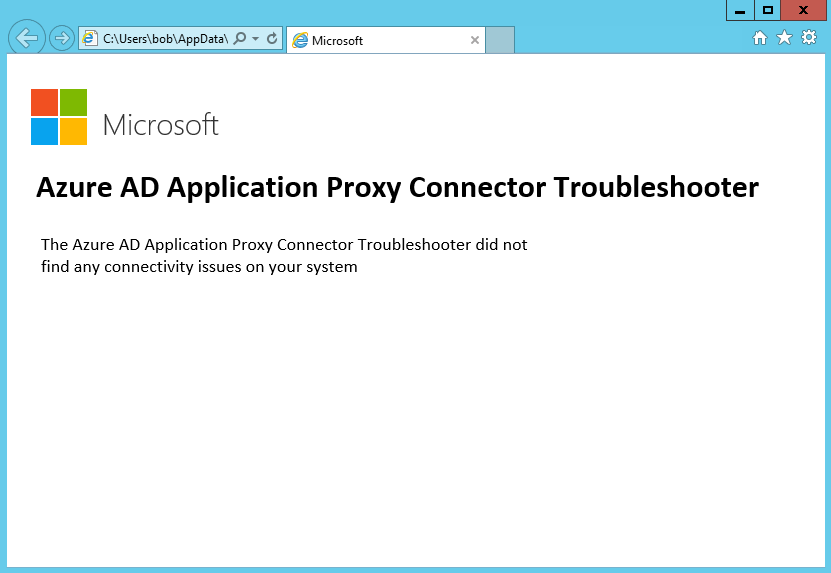 C:\Users\bob\AppData\
Microsoft
Microsoft
Azure AD Application Proxy Connector Troubleshooter
The Azure AD Application Proxy Connector Troubleshooter did not
find any connectivity issues on your system